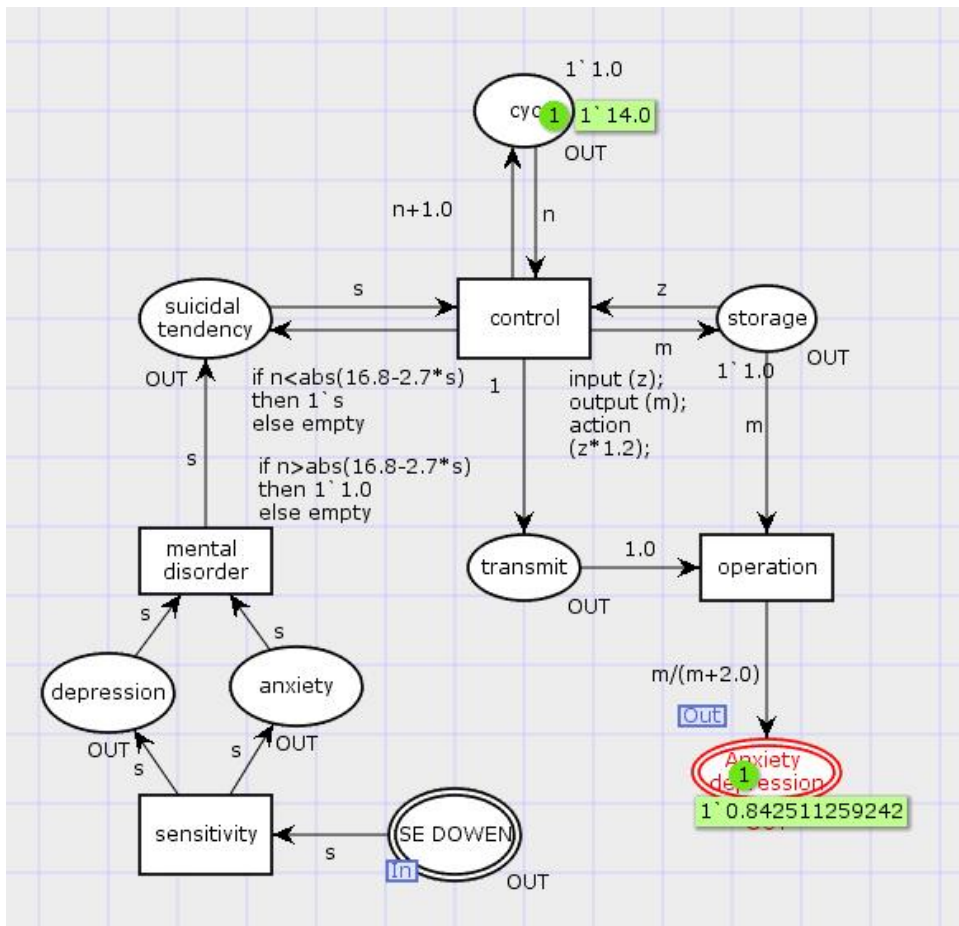 1`1.0
cyc
1
1`14.0
OUT
n+1.0
n
suicidal
tendency
s
control
z
storage
OUT
m
OUT
1`1.0
if n<abs(16.8-2.7*s)
then 1`s
else empty
1
input (z);
output (m);
action
(z*1.2);
m
s
if n>abs(16.8-2.7*s)
then 1`1.0
else empty
mental
disorder
transmit
1.0
operation
OUT
s
s
depression
anxiety
m/(m+2.0)
OUT
OUT
Out
s
s
Anxiety
depression
1
1`0.842511259242
OUT
sensitivity
s
SE DOWEN
In
OUT